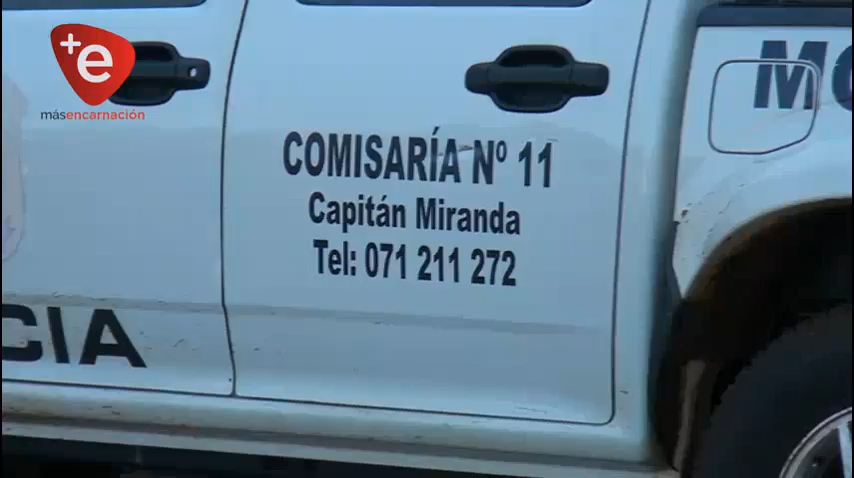 +e
másencarnación
COMISARÍA Nº 11
Capitán Miranda
Tel: 071 211 272
CIA